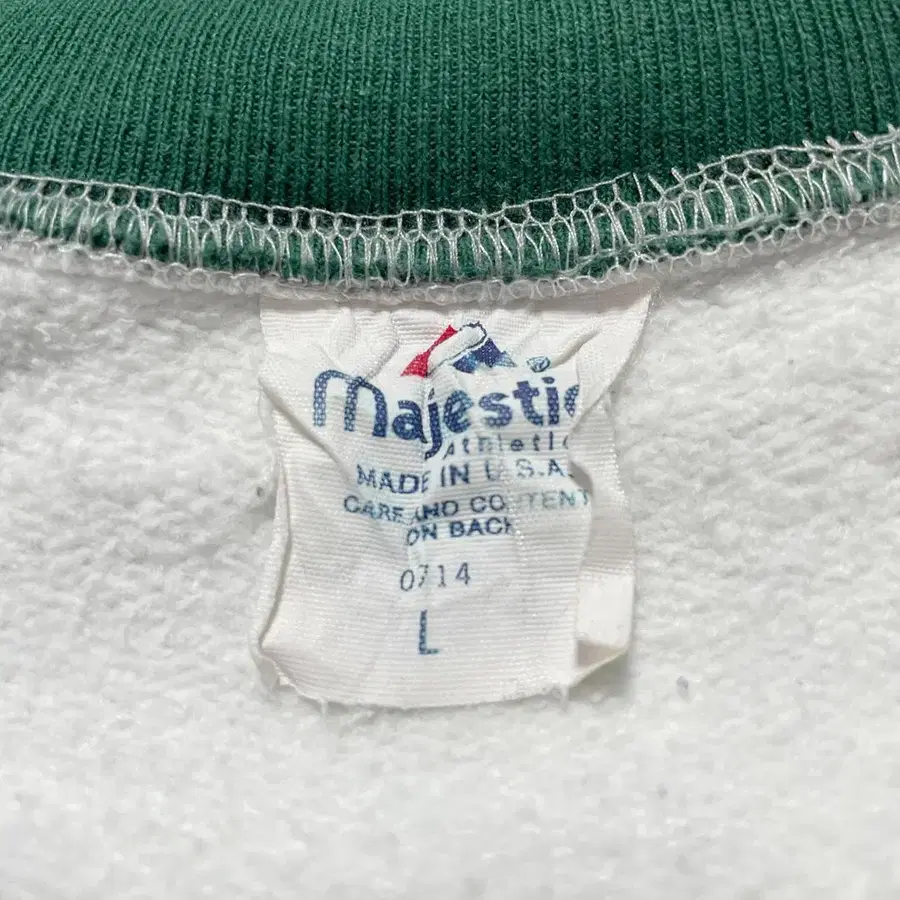 majestic®
Athletic
MADE IN U.S.A.
CARE AND CONTENT
ON BACK
0714
L